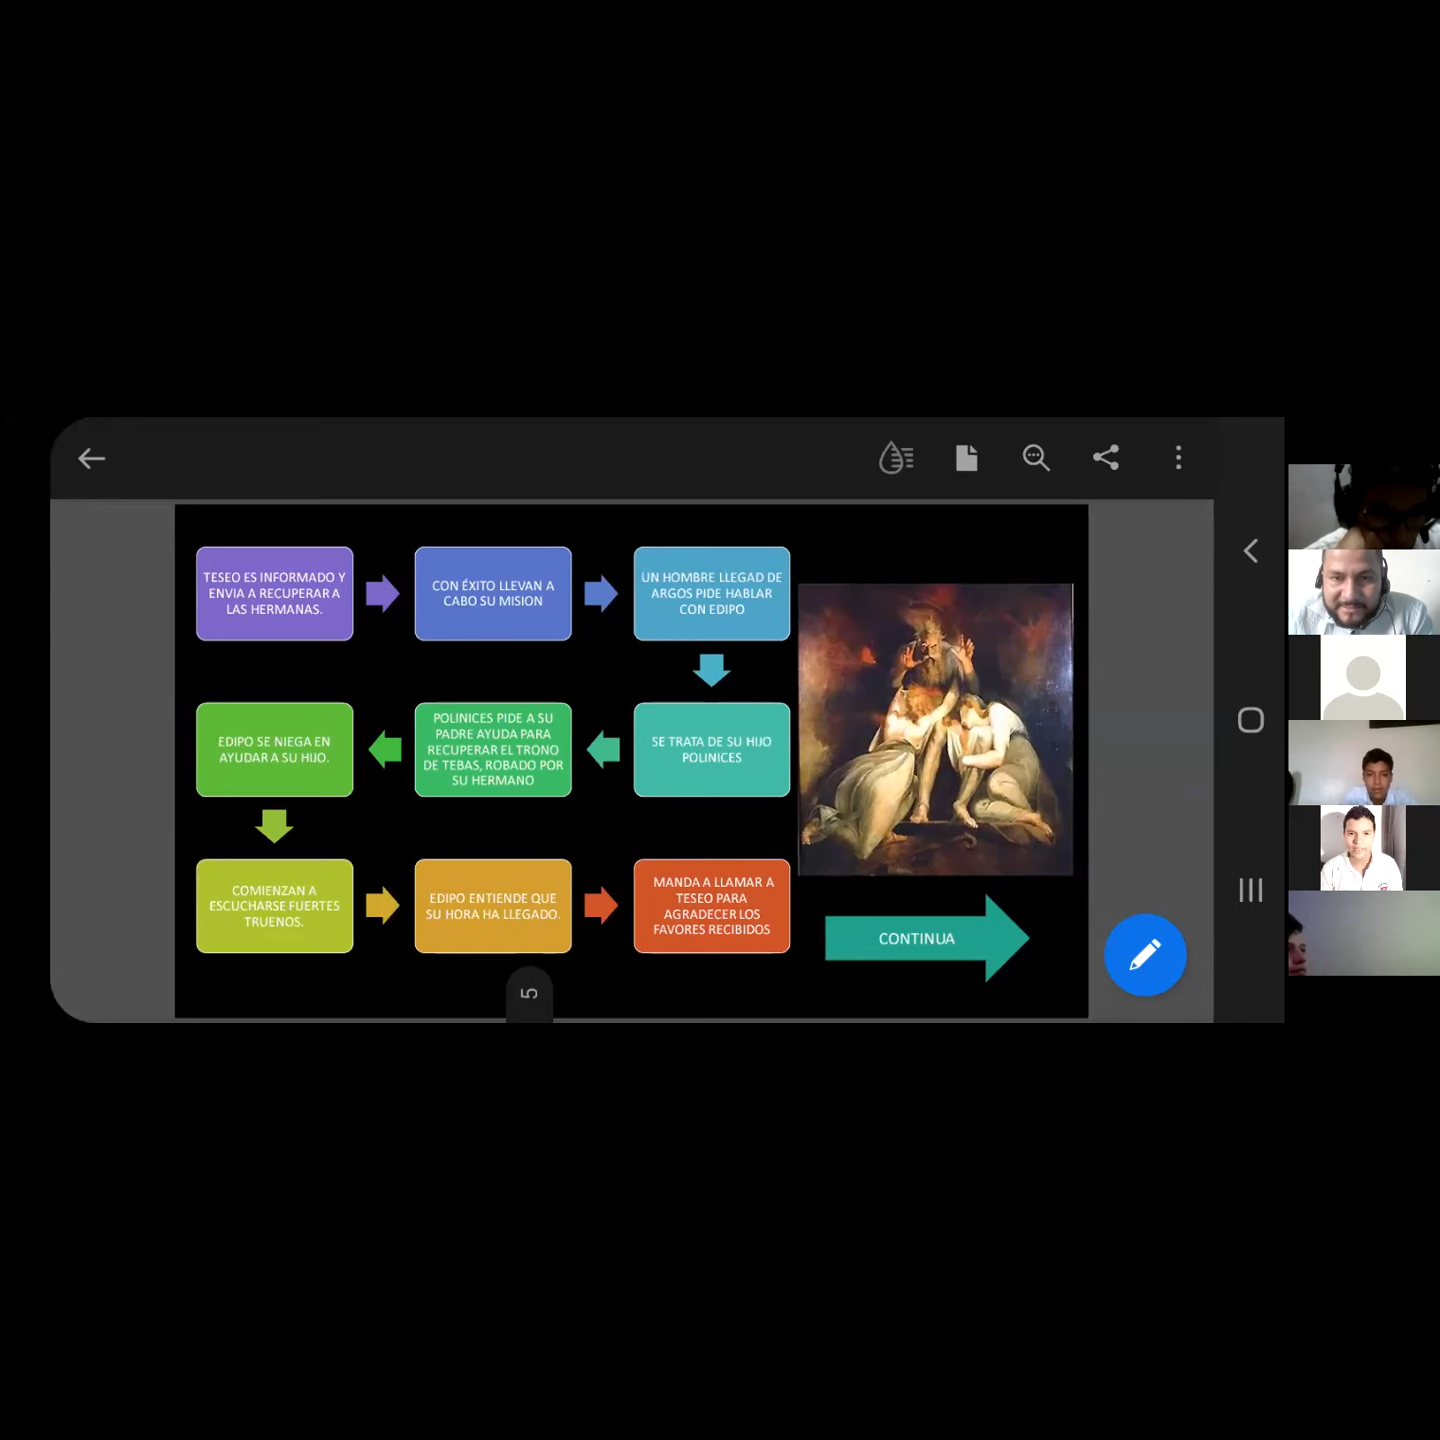 TESEO ES INFORMADO Y
ENVIA A RECUPERAR A
LAS HERMANAS.
CON ÉXITO LLEVAN A
CABO SU MISION
UN HOMBRE LLEGAD DE
ARGOS PIDE HABLAR
CON EDIPO
SE TRATA DE SU HIJO
POLINICES
POLINICES PIDE A SU
PADRE AYUDA PARA
RECUPERAR EL TRONO
DE TEBAS, ROBADO POR
SU HERMANO
EDIPO SE NIEGA EN
AYUDAR A SU HIJO.
COMIENZAN A
ESCUCHARSE FUERTES
TRUENOS.
EDIPO ENTIENDE QUE
SU HORA HA LLEGADO.
MANDA A LLAMAR A
TESEO PARA
AGRADECER LOS
FAVORES RECIBIDOS
CONTINUA
5